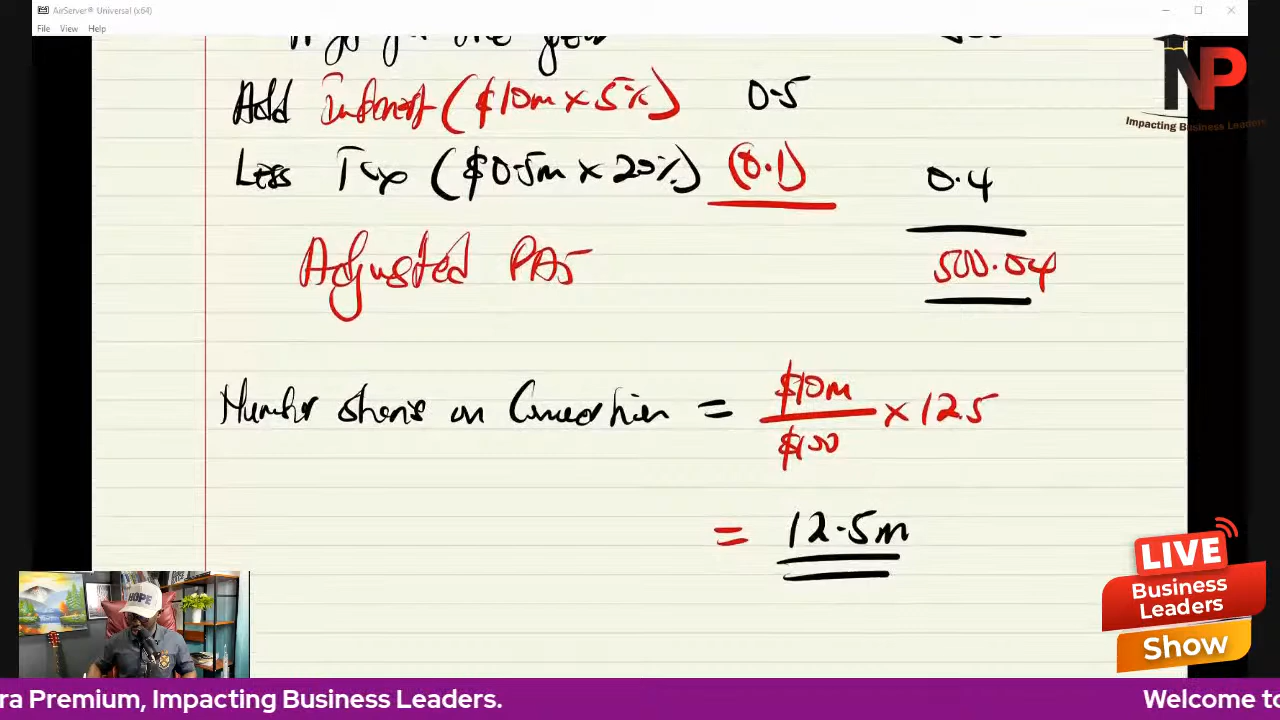 AirServer® Universal (x64)
File View Help
NP
Impacting Business Leaders
Add Interest ($10m x 5%) 0.5
Less Tax ($0.5m x 20%) (0.1) 0.4
Adjusted PAT 500.04
Number shares on Conversion = $10m / $100 x 125
= 12.5m
HOPE
LIVE
Business
Leaders
Show
ra Premium, Impacting Business Leaders. Welcome to